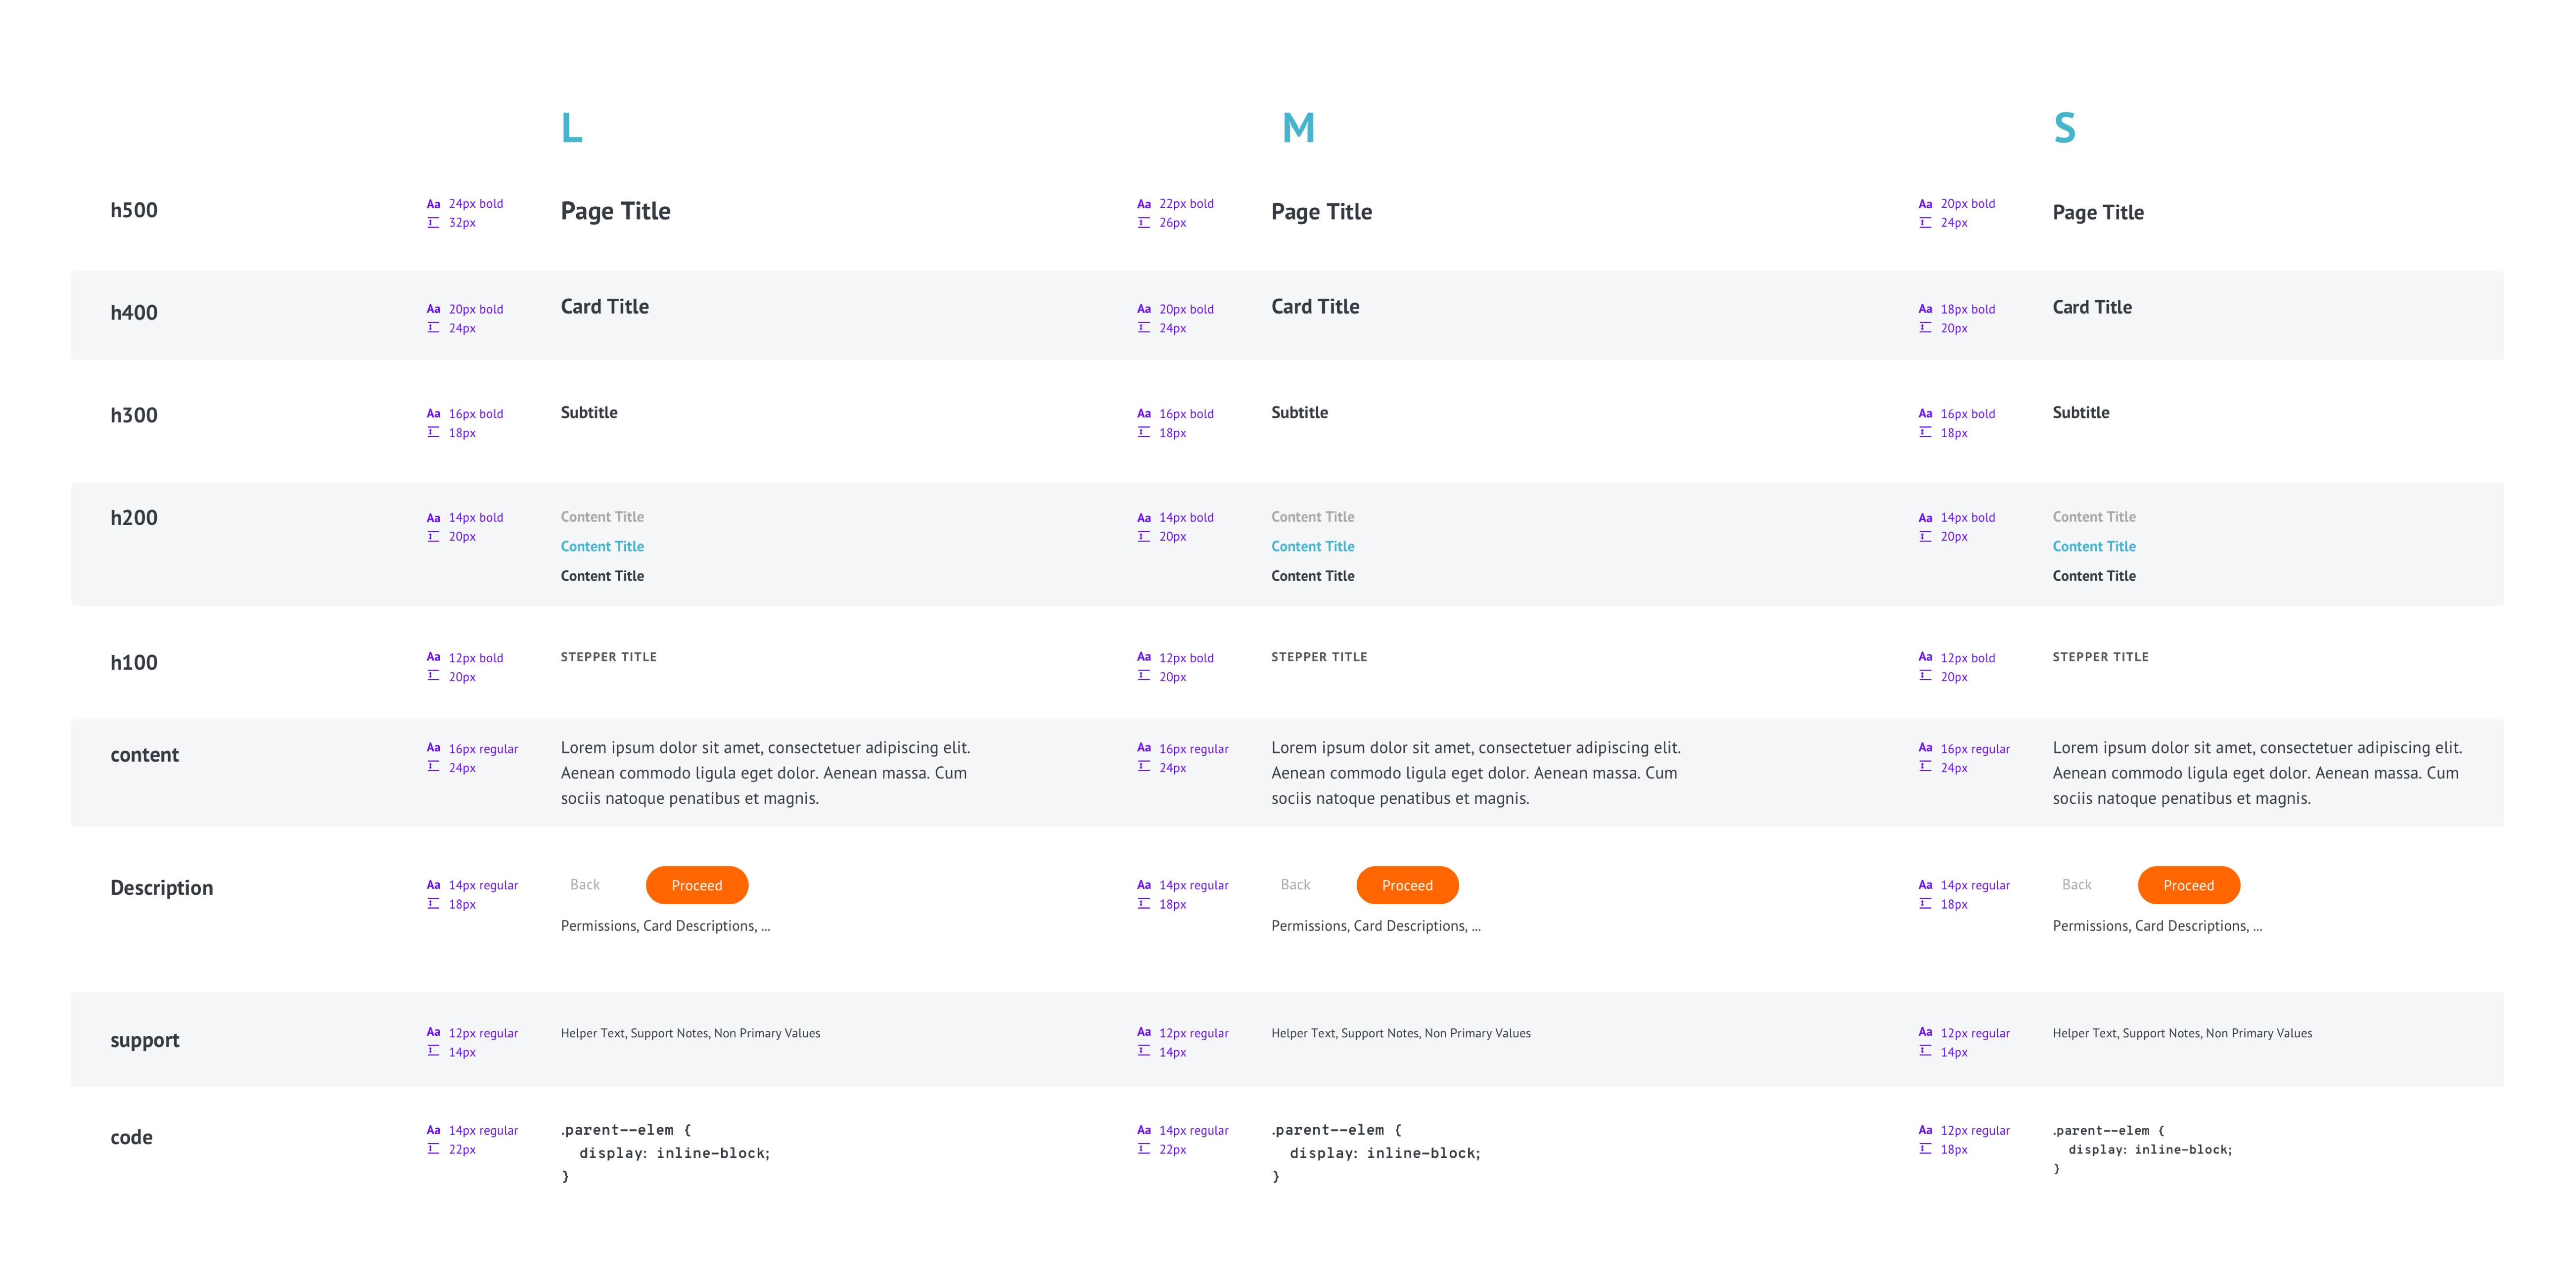 L M S
h500 Aa 24px bold Page Title Aa 22px bold Page Title Aa 20px bold Page Title
32px 26px 24px
h400 Aa 20px bold Card Title Aa 20px bold Card Title Aa 18px bold Card Title
24px 24px 20px
h300 Aa 16px bold Subtitle Aa 16px bold Subtitle Aa 16px bold Subtitle
18px 18px 18px
h200 Aa 14px bold Content Title Aa 14px bold Content Title Aa 14px bold Content Title
20px Content Title 20px Content Title 20px Content Title
Content Title Content Title Content Title
h100 Aa 12px bold STEPPER TITLE Aa 12px bold STEPPER TITLE Aa 12px bold STEPPER TITLE
20px 20px 20px
content Aa 16px regular Lorem ipsum dolor sit amet, consectetuer adipiscing elit. Aa 16px regular Lorem ipsum dolor sit amet, consectetuer adipiscing elit. Aa 16px regular Lorem ipsum dolor sit amet, consectetuer adipiscing elit.
24px Aenean commodo ligula eget dolor. Aenean massa. Cum 24px Aenean commodo ligula eget dolor. Aenean massa. Cum 24px Aenean commodo ligula eget dolor. Aenean massa. Cum
sociis natoque penatibus et magnis. sociis natoque penatibus et magnis. sociis natoque penatibus et magnis.
Description Aa 14px regular Back Proceed Aa 14px regular Back Proceed Aa 14px regular Back Proceed
18px 18px 18px
Permissions, Card Descriptions, ... Permissions, Card Descriptions, ... Permissions, Card Descriptions, ...
support Aa 12px regular Helper Text, Support Notes, Non Primary Values Aa 12px regular Helper Text, Support Notes, Non Primary Values Aa 12px regular Helper Text, Support Notes, Non Primary Values
14px 14px 14px
code Aa 14px regular .parent--elem { Aa 14px regular .parent--elem { Aa 12px regular .parent--elem {
22px display: inline-block; 22px display: inline-block; 18px display: inline-block;
} } }